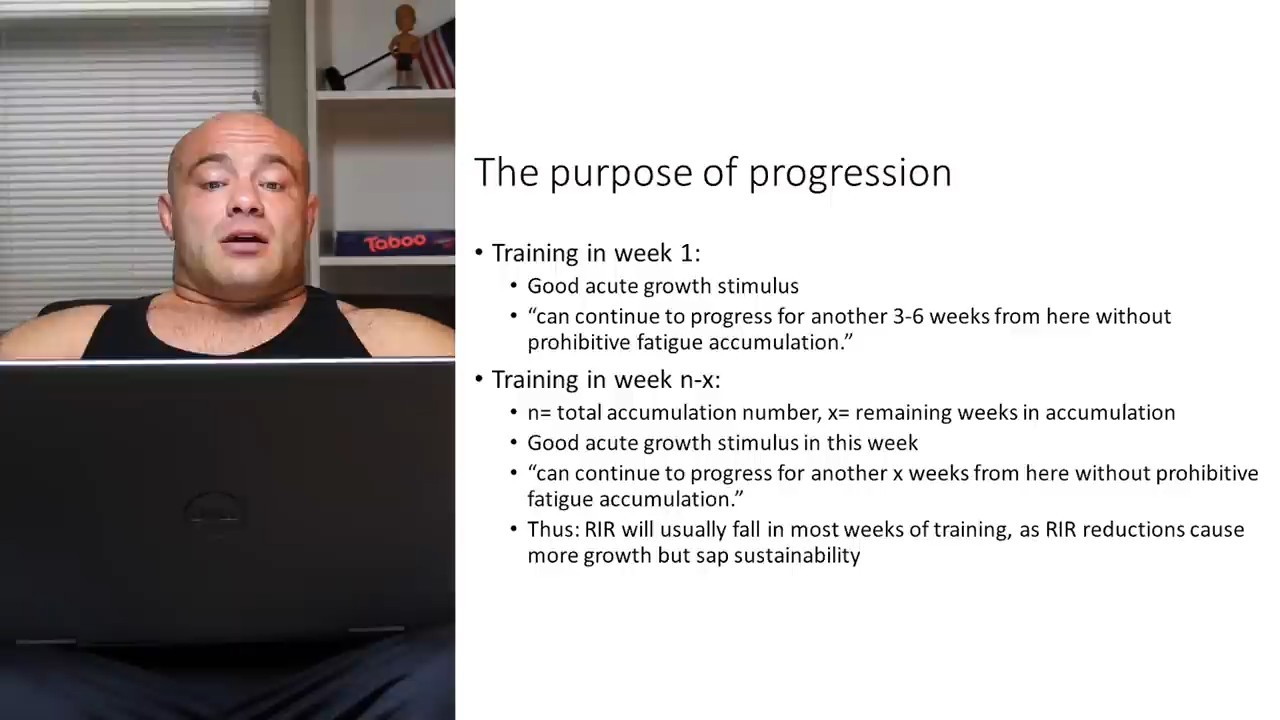 Taboo
DELL
The purpose of progression
• Training in week 1:
• Good acute growth stimulus
• “can continue to progress for another 3-6 weeks from here without
prohibitive fatigue accumulation.”
• Training in week n-x:
• n= total accumulation number, x= remaining weeks in accumulation
• Good acute growth stimulus in this week
• “can continue to progress for another x weeks from here without prohibitive
fatigue accumulation.”
• Thus: RIR will usually fall in most weeks of training, as RIR reductions cause
more growth but sap sustainability